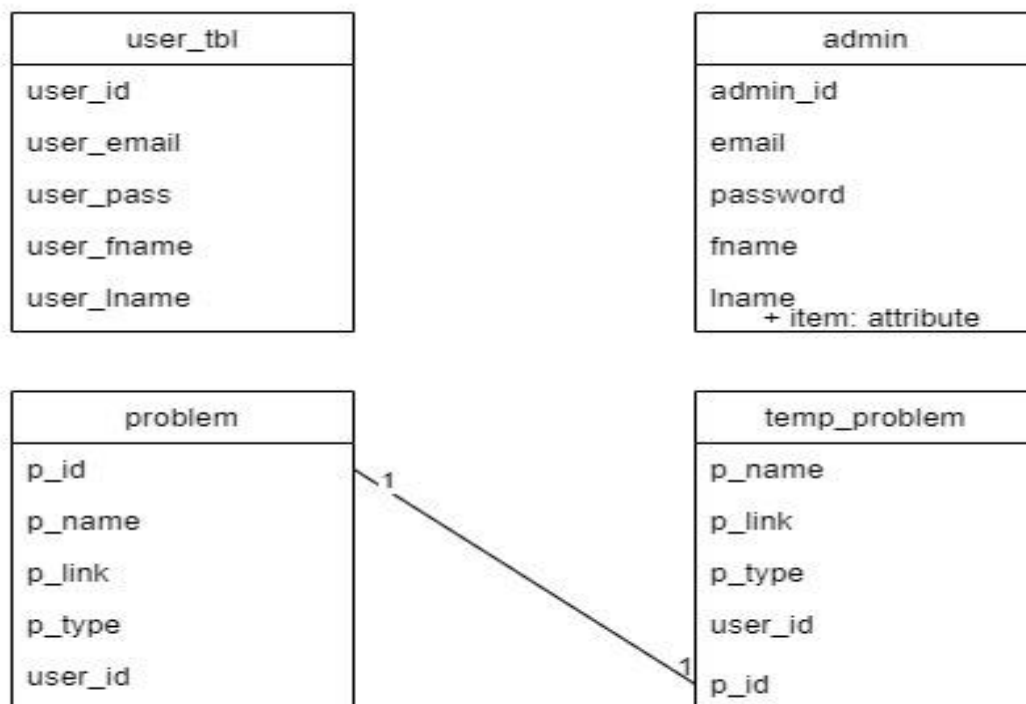 user_tbl
user_id
user_email
user_pass
user_fname
user_lname
admin
admin_id
email
password
fname
lname
+ item: attribute
problem
p_id
p_name
p_link
p_type
user_id
1
1
temp_problem
p_name
p_link
p_type
user_id
p_id